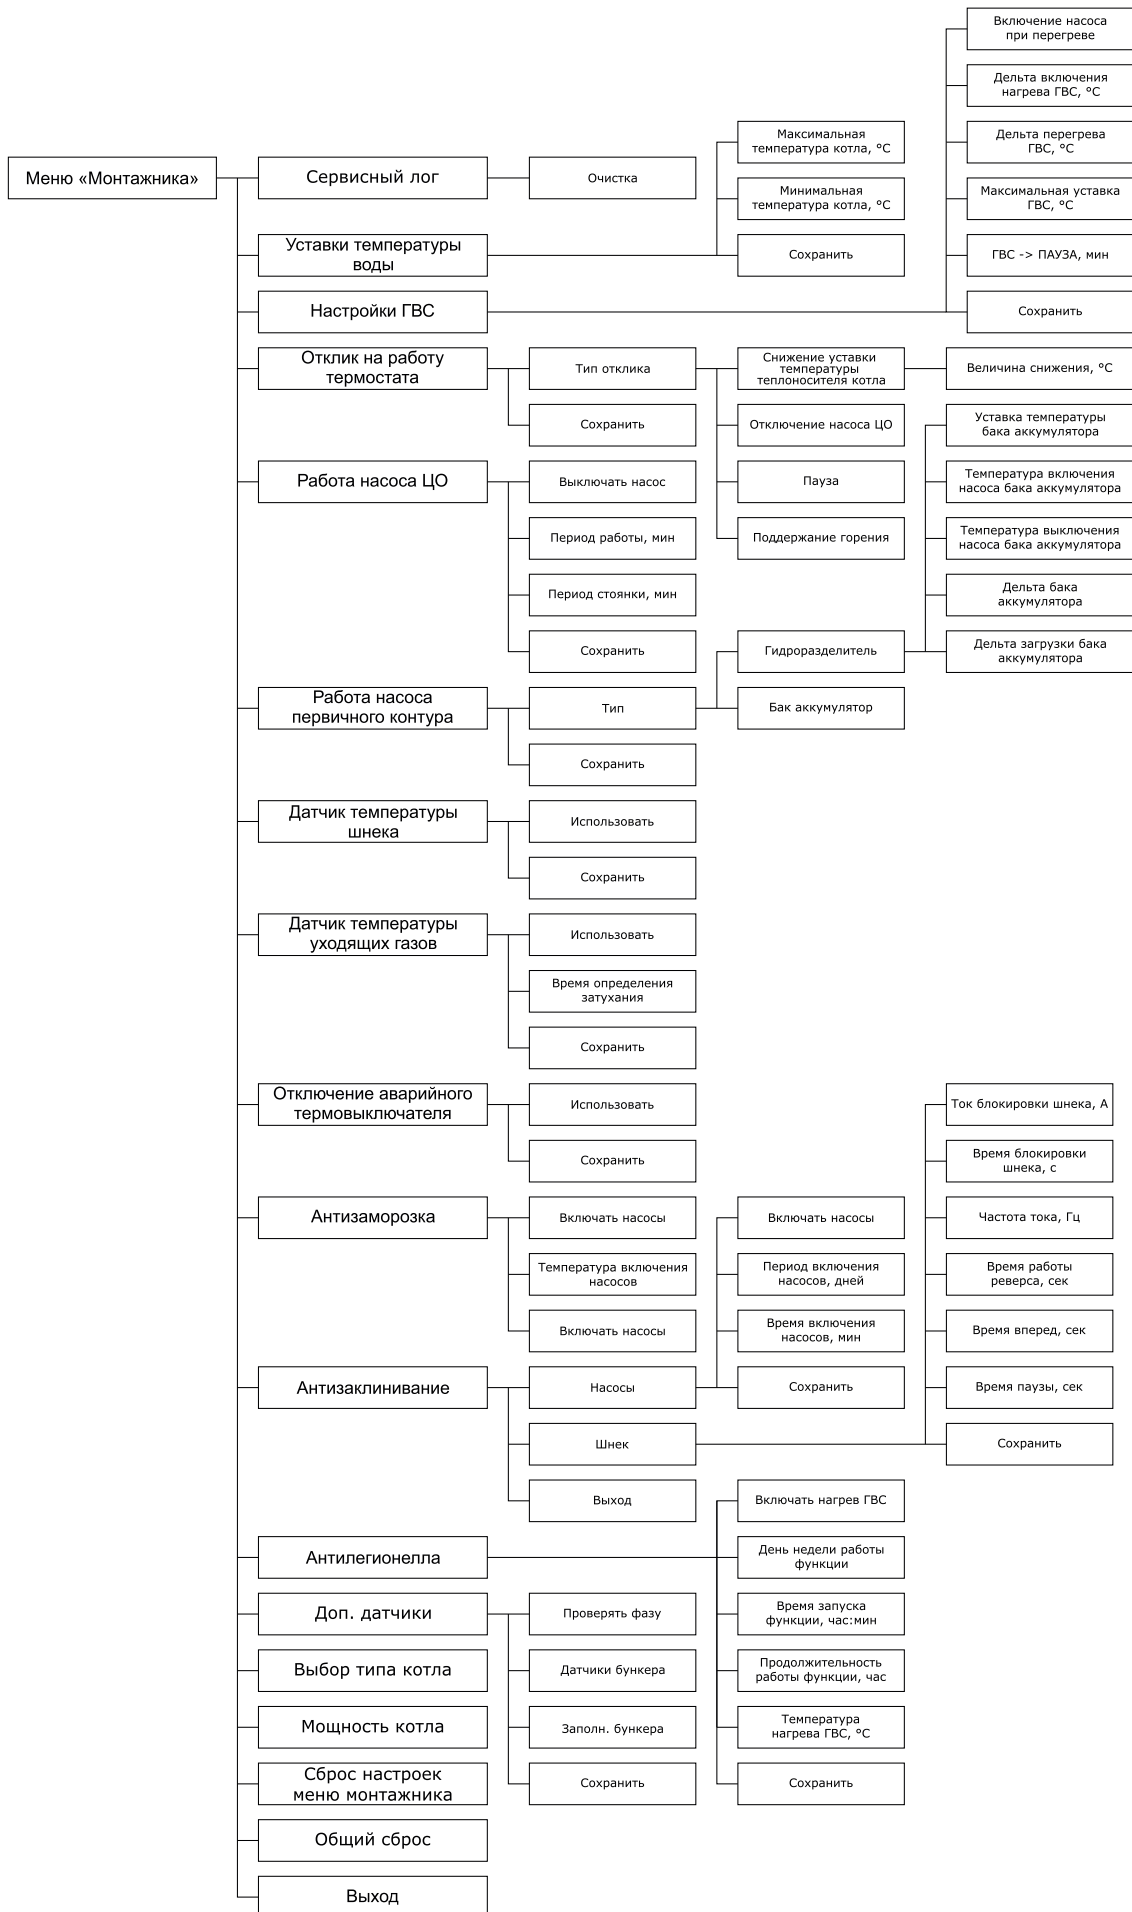 Включение насоса
при перегреве
Дельта включения
нагрева ГВС, °С
Максимальная
температура котла, °С
Дельта перегрева
ГВС, °С
Меню «Монтажника»
Сервисный лог
Очистка
Минимальная
температура котла, °С
Максимальная уставка
ГВС, °С
Уставки температуры
воды
Сохранить
ГВС -> ПАУЗА, мин
Настройки ГВС
Сохранить
Отклик на работу
термостата
Тип отклика
Снижение уставки
температуры
теплоносителя котла
Величина снижения, °С
Сохранить
Отключение насоса ЦО
Уставка температуры
бака аккумулятора
Работа насоса ЦО
Выключать насос
Пауза
Температура включения
насоса бака аккумулятора
Период работы, мин
Поддержание горения
Температура выключения
насоса бака аккумулятора
Период стоянки, мин
Дельта бака
аккумулятора
Сохранить
Гидроразделитель
Дельта загрузки бака
аккумулятора
Работа насоса
первичного контура
Тип
Бак аккумулятор
Сохранить
Датчик температуры
шнека
Использовать
Сохранить
Датчик температуры
уходящих газов
Использовать
Время определения
затухания
Сохранить
Отключение аварийного
термовыключателя
Использовать
Ток блокировки шнека, А
Сохранить
Время блокировки
шнека, с
Антизаморозка
Включать насосы
Включать насосы
Частота тока, Гц
Температура включения
насосов
Период включения
насосов, дней
Время работы
реверса, сек
Включать насосы
Время включения
насосов, мин
Время вперед, сек
Антизаклинивание
Насосы
Сохранить
Время паузы, сек
Шнек
Сохранить
Выход
Включать нагрев ГВС
Антилегионелла
День недели работы
функции
Доп. датчики
Проверять фазу
Время запуска
функции, час:мин
Выбор типа котла
Датчики бункера
Продолжительность
работы функции, час
Мощность котла
Заполн. бункера
Температура
нагрева ГВС, °С
Сброс настроек
меню монтажника
Сохранить
Сохранить
Общий сброс
Выход